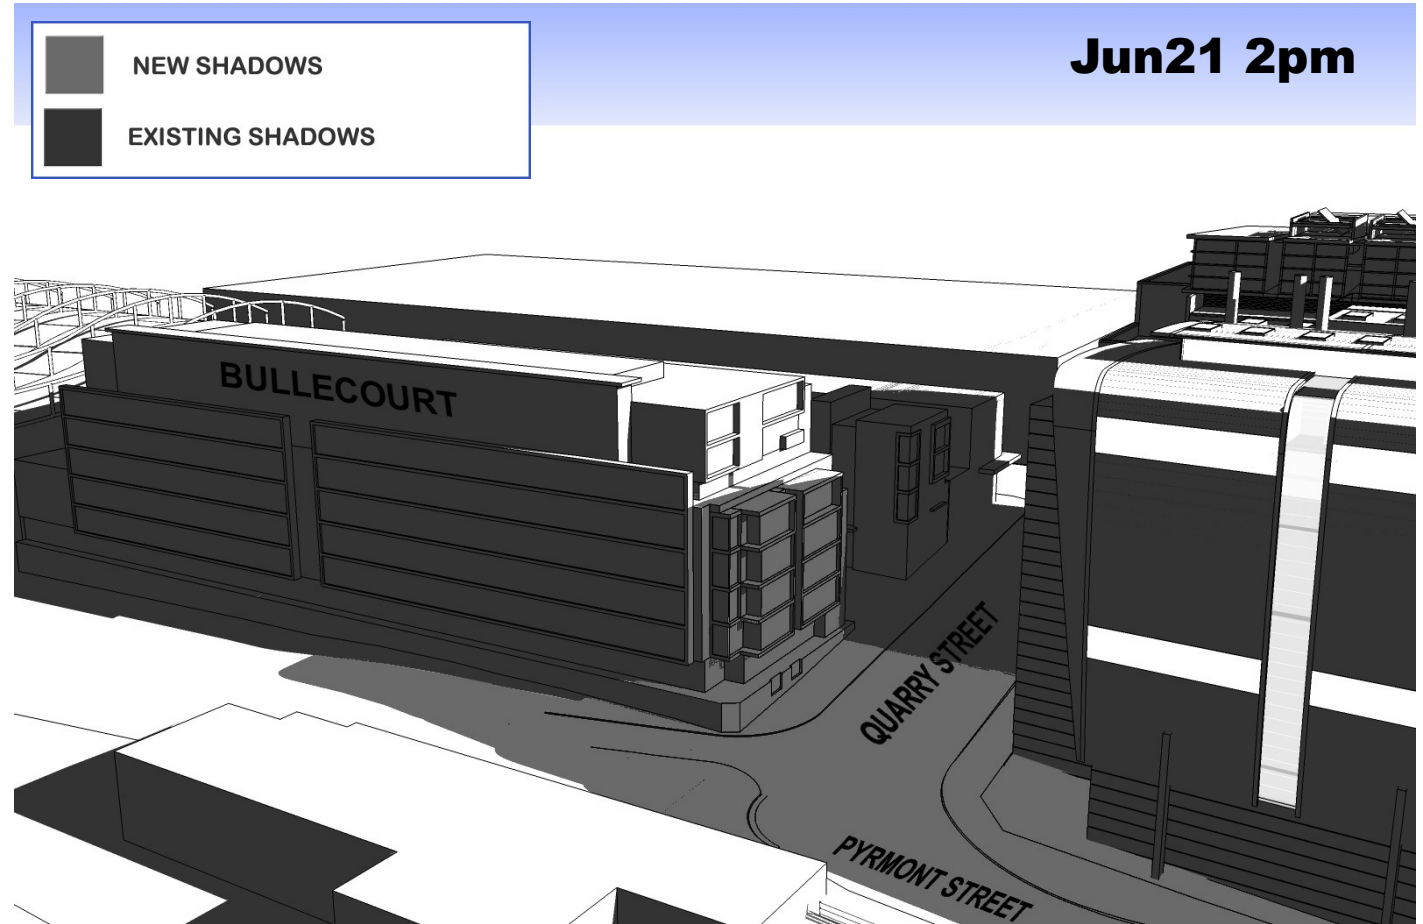 Jun21 2pm
NEW SHADOWS
EXISTING SHADOWS
BULLECOURT
QUARRY STREET
PYRMONT STREET